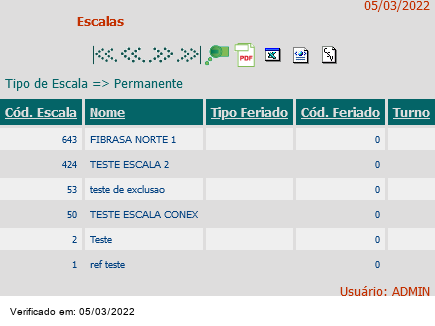 05/03/2022
Escalas
PDF
Tipo de Escala => Permanente
Cód. Escala Nome Tipo Feriado Cód. Feriado Turno
643 FIBRASA NORTE 1 0
424 TESTE ESCALA 2 0
53 teste de exclusao 0
50 TESTE ESCALA CONEX 0
2 Teste 0
1 ref teste 0
Usuário: ADMIN
Verificado em: 05/03/2022